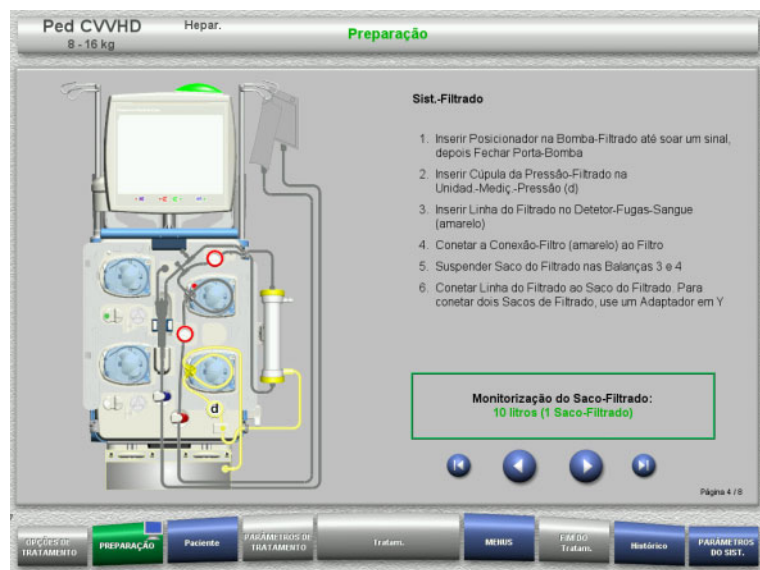 Ped CVVHD
Hepar.
Preparação
8 - 16 kg
Sist.-Filtrado
1. Inserir Posicionador na Bomba-Filtrado até soar um sinal,
depois Fechar Porta-Bomba
2. Inserir Cúpula da Pressão-Filtrado na
Unidad.-Mediç.-Pressão (d)
3. Inserir Linha do Filtrado no Detetor-Fugas-Sangue
(amarelo)
4. Conetar a Conexão-Filtro (amarelo) ao Filtro
5. Suspender Saco do Filtrado nas Balanças 3 e 4
6. Conetar Linha do Filtrado ao Saco do Filtrado. Para
conetar dois Sacos de Filtrado, use um Adaptador em Y
d
Monitorização do Saco-Filtrado:
10 litros (1 Saco-Filtrado)
Página 4 / 8
OPÇÕES DE
TRATAMENTO
PREPARAÇÃO
Paciente
PARÂMETROS DE
TRATAMENTO
Tratam.
MENUS
FIM DO
Tratam.
Histórico
PARÂMETROS
DO SIST.